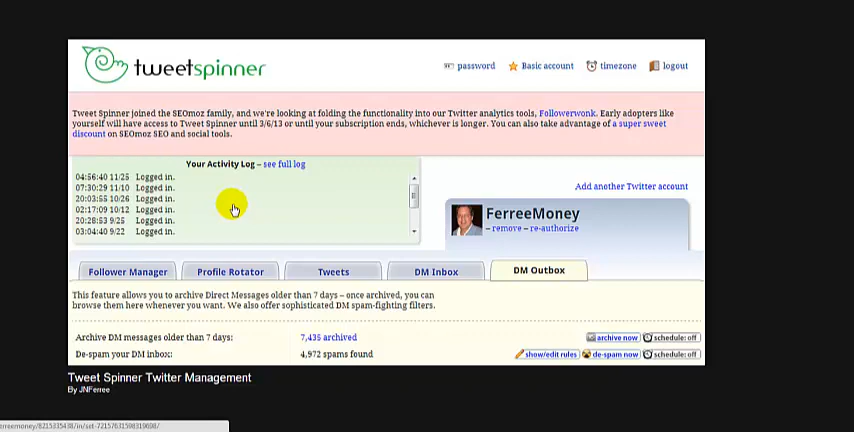 tweetspinner
password Basic account timezone logout
Tweet Spinner joined the SEOmoz family, and we're looking at folding the functionality into our Twitter analytics tools, Followerwonk. Early adopters like
yourself will have access to Tweet Spinner until 3/6/13 or until your subscription ends, whichever is longer. You can also take advantage of a super sweet
discount on SEOmoz SEO and social tools.
Your Activity Log – see full log
04:56:40 11/25 Logged in.
07:30:29 11/10 Logged in.
20:03:55 10/26 Logged in.
02:17:09 10/12 Logged in.
20:28:53 9/25 Logged in.
03:04:40 9/22 Logged in.
Add another Twitter account
FerreeMoney
– remove – re-authorize
Follower Manager Profile Rotator Tweets DM Inbox DM Outbox
This feature allows you to archive Direct Messages older than 7 days – once archived, you can
browse them here whenever you want. We also offer sophisticated DM spam-fighting filters.
Archive DM messages older than 7 days: 7,435 archived archive now schedule: off
De-spam your DM inbox: 4,972 spams found show/edit rules de-spam now schedule: off
Tweet Spinner Twitter Management
By JNFerree